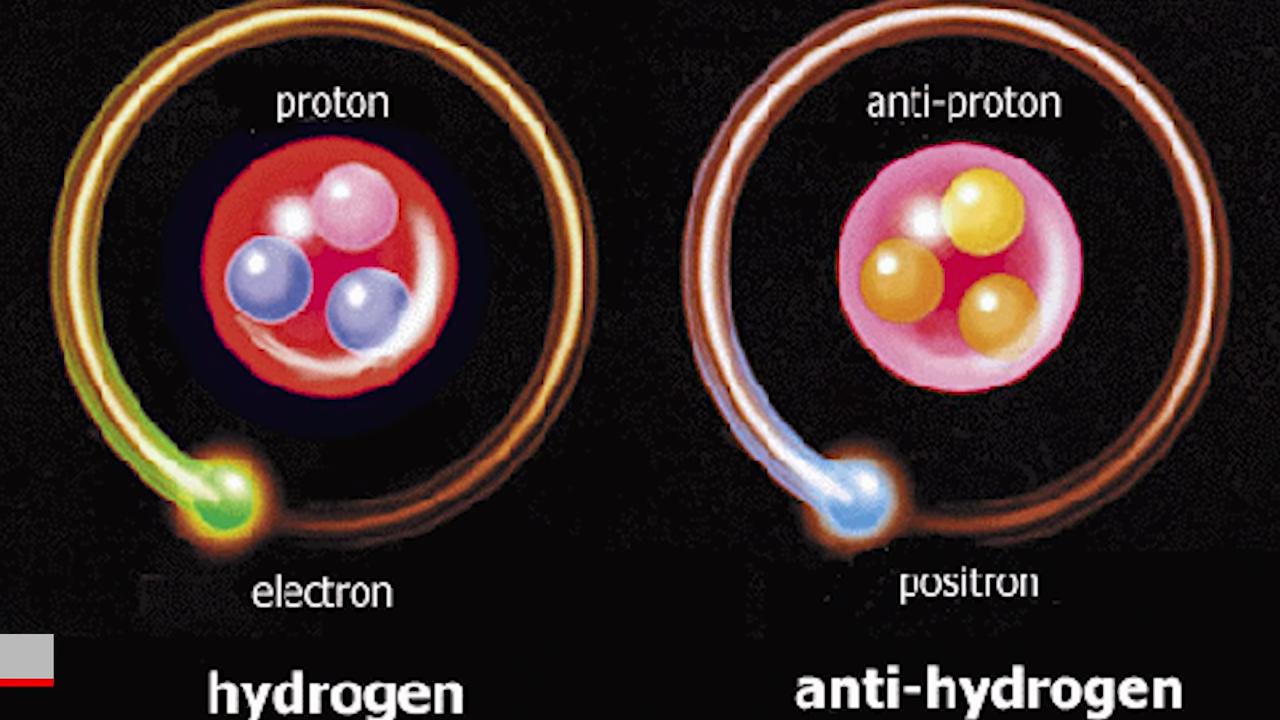 proton
electron
hydrogen
anti-proton
positron
anti-hydrogen